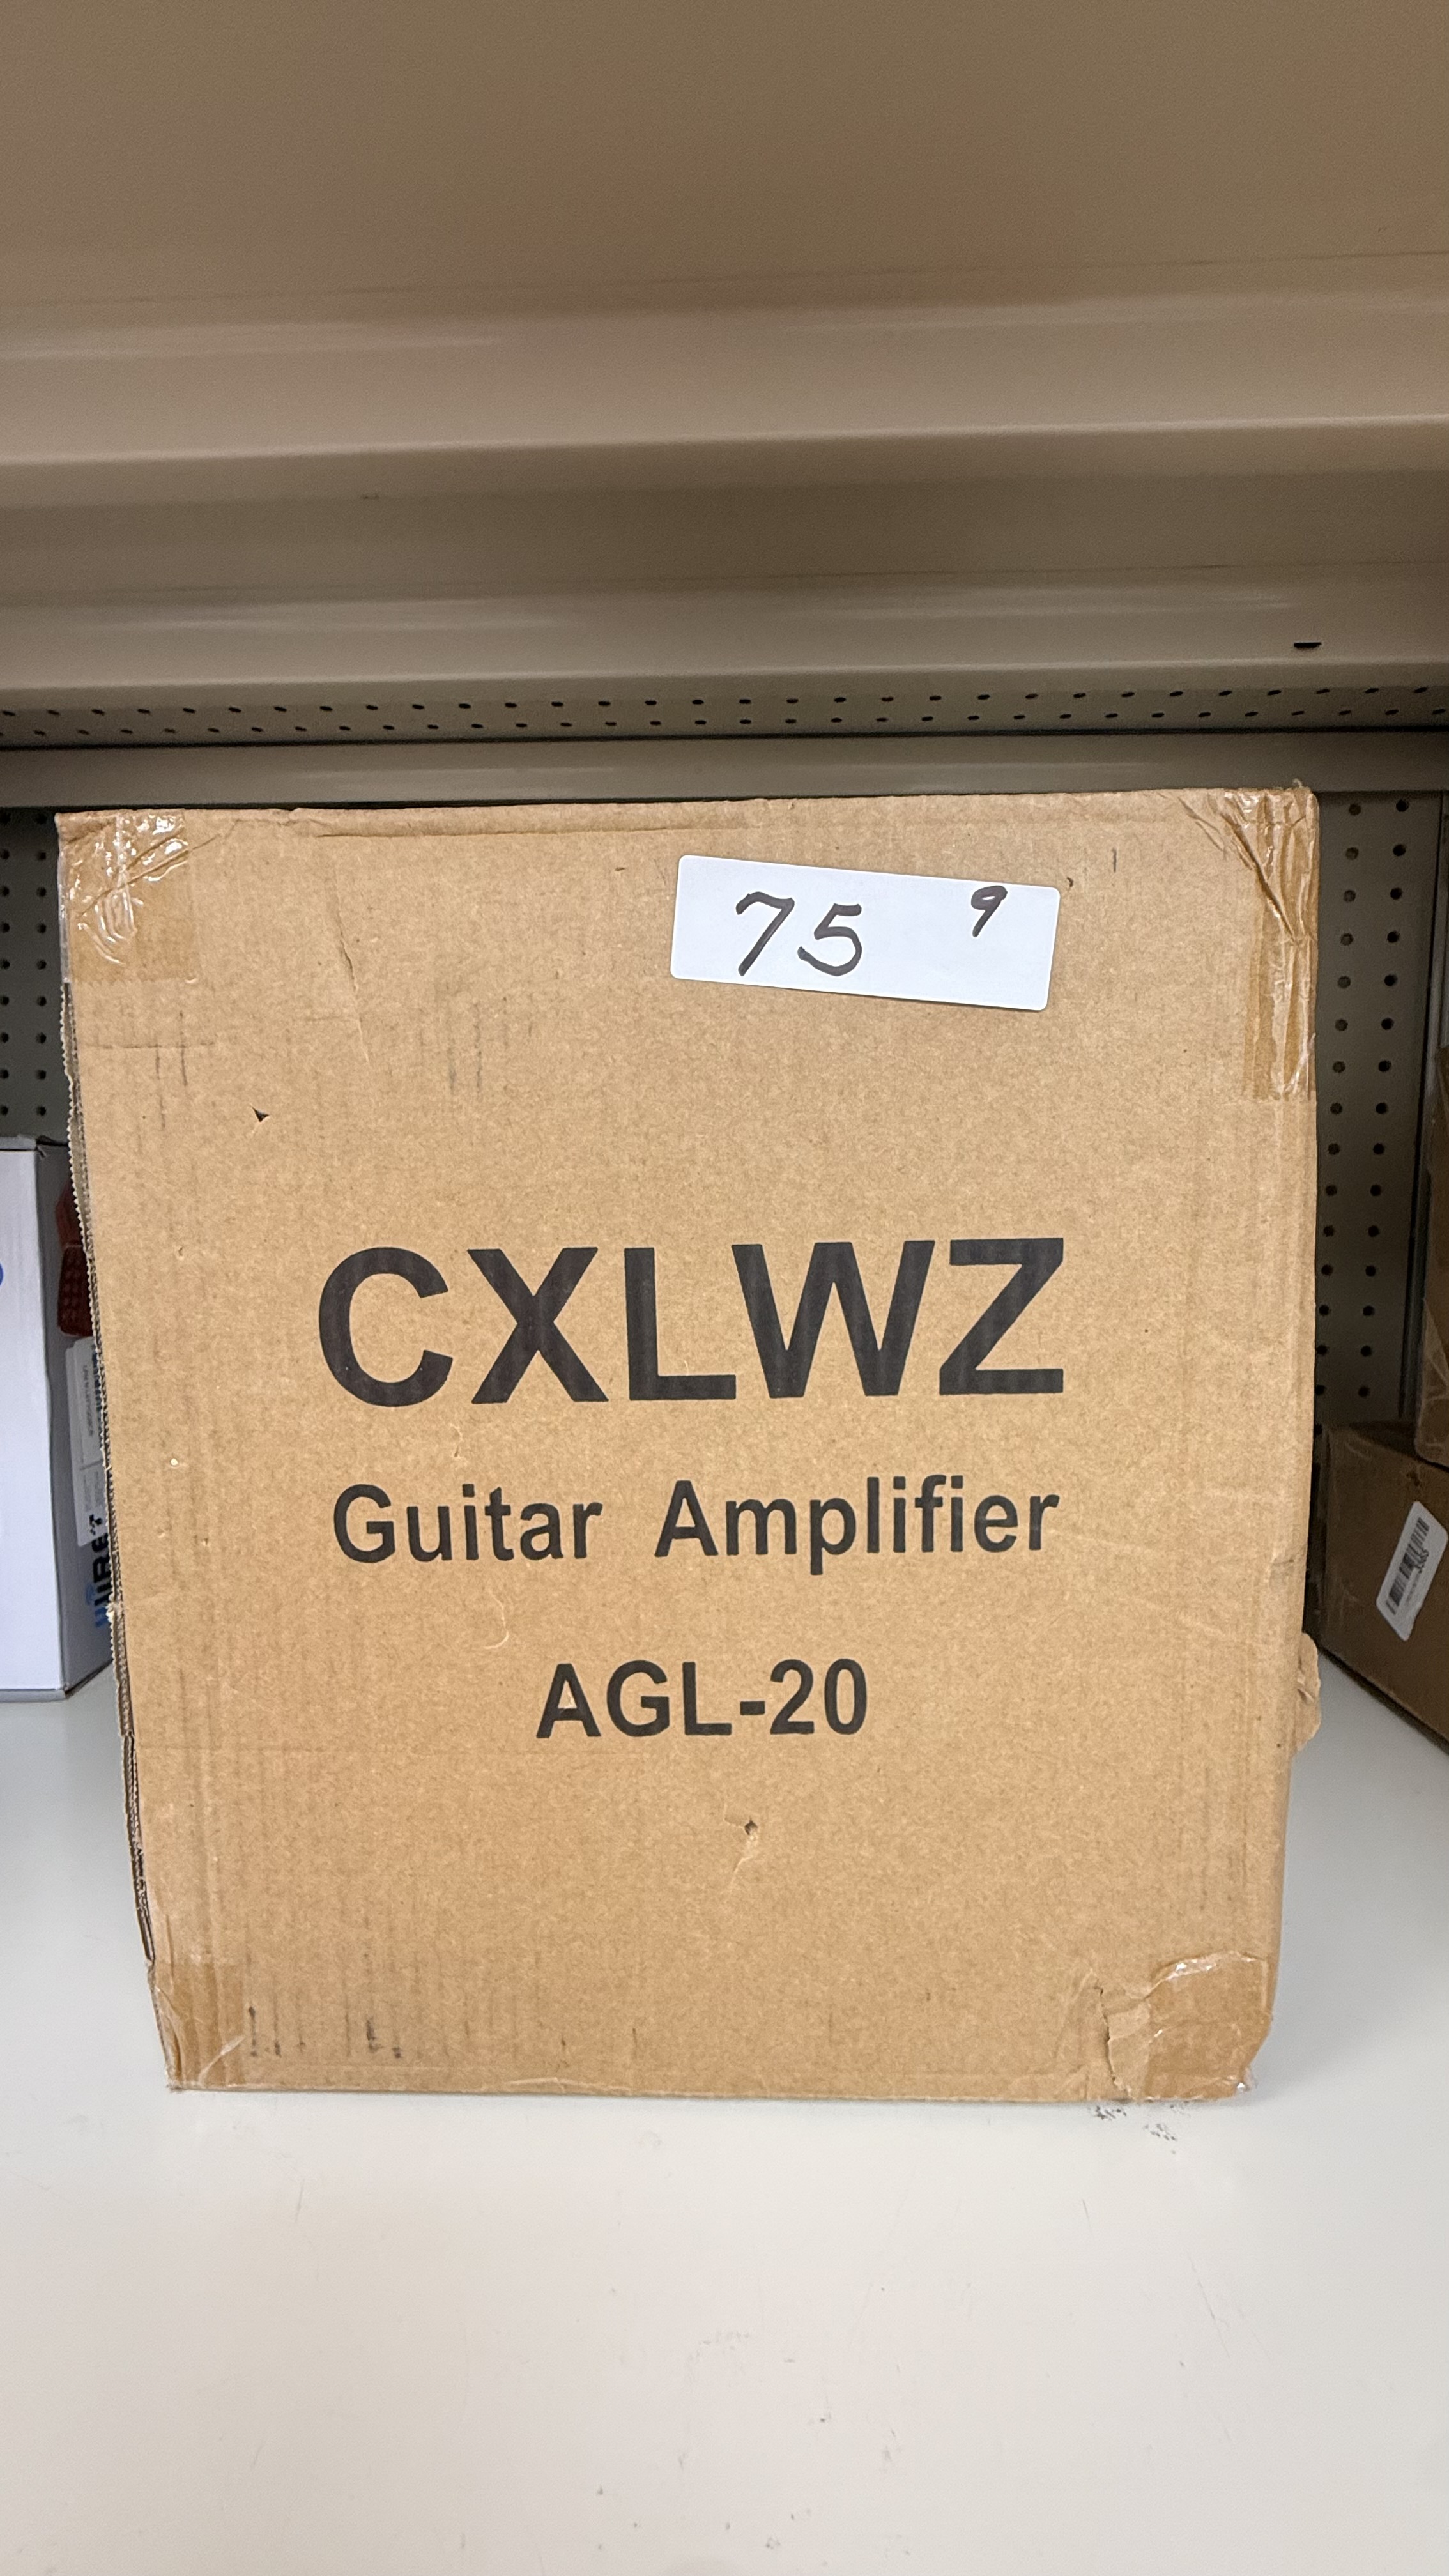 75 9
CXLWZ
Guitar Amplifier
AGL-20